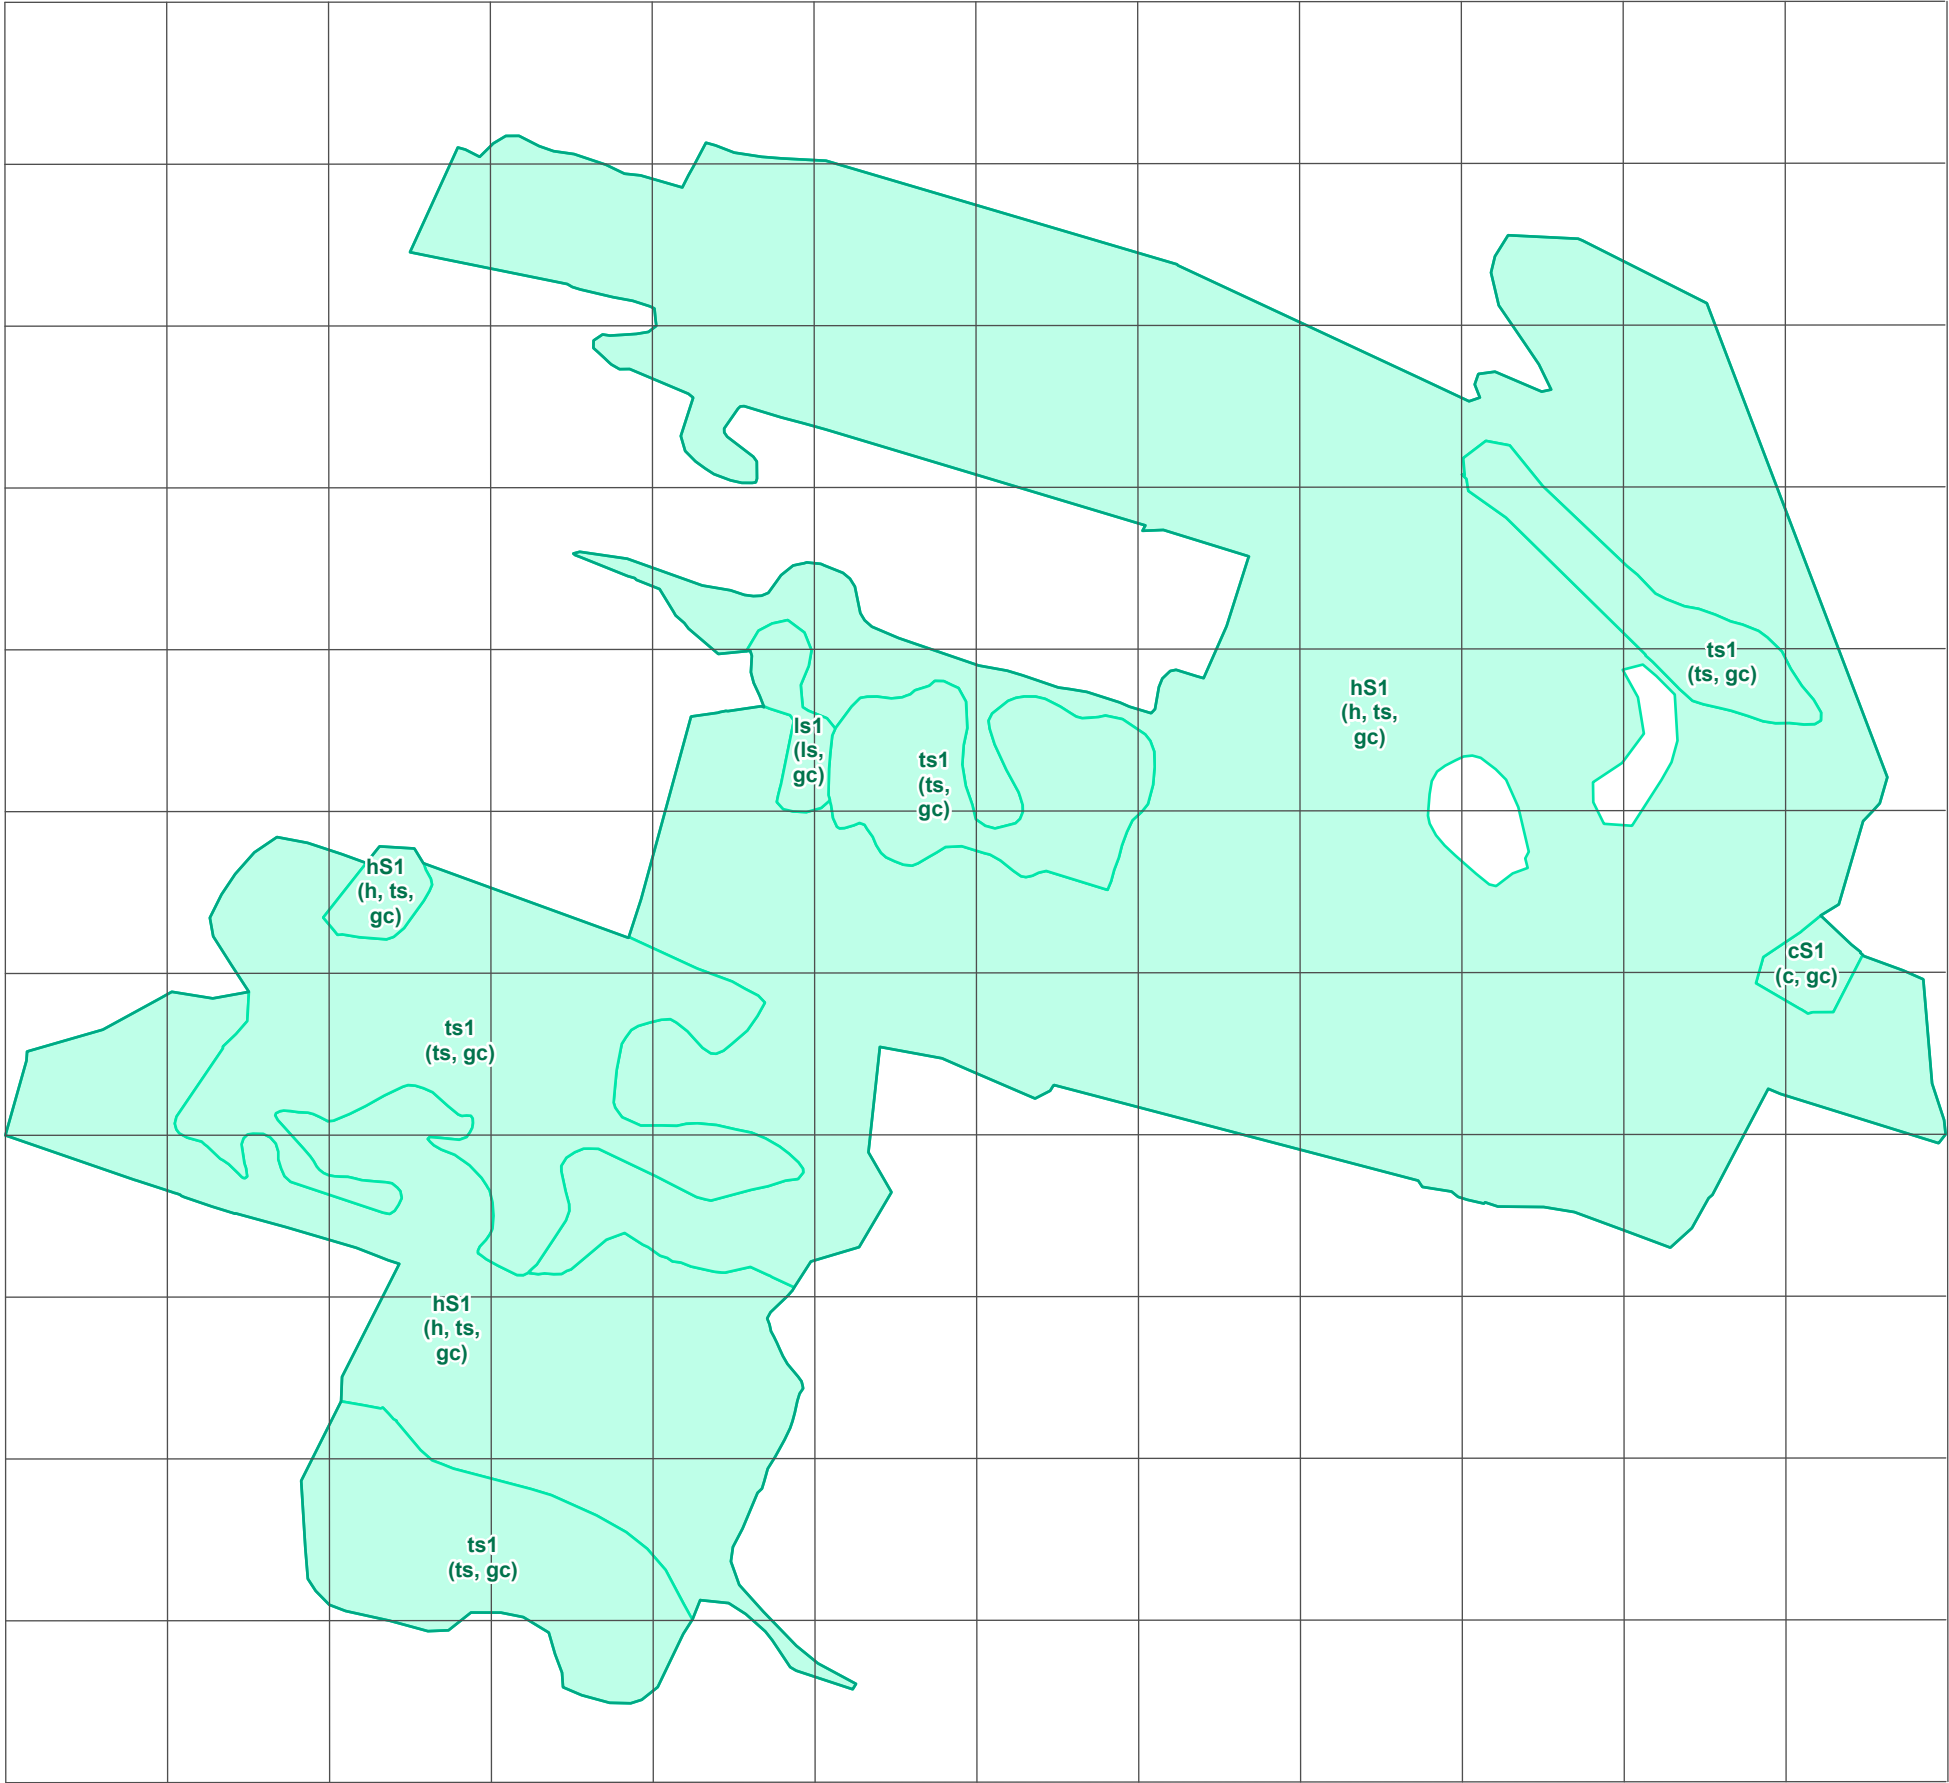 ts1
(ts, gc)
hS1
(h, ts,
gc)
ls1
(ls,
gc)
ts1
(ts,
gc)
hS1
(h, ts,
gc)
cS1
(c, gc)
ts1
(ts, gc)
hS1
(h, ts,
gc)
ts1
(ts, gc)